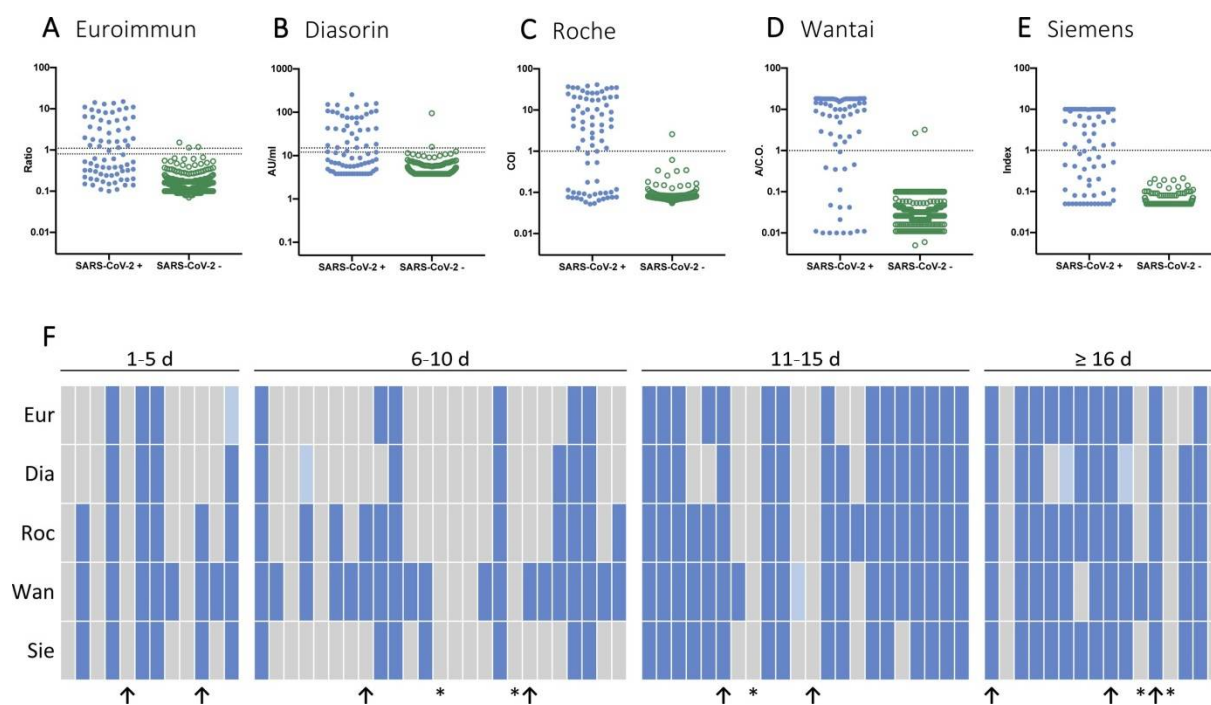 A Euroimmun
B Diasorin
C Roche
D Wantai
E Siemens
100
10
1
0.1
0.01
Ratio
SARS-CoV-2 + SARS-CoV-2 -
1000
100
10
1
0.1
AU/ml
SARS-CoV-2 + SARS-CoV-2 -
100
10
1
0.1
0.01
COI
SARS-CoV-2 + SARS-CoV-2 -
100
10
1
0.1
0.01
A/C.O.
SARS-CoV-2 + SARS-CoV-2 -
100
10
1
0.1
0.01
Index
SARS-CoV-2 + SARS-CoV-2 -
F
1-5 d 6-10 d 11-15 d ≥ 16 d
Eur
Dia
Roc
Wan
Sie
↑ ↑ ↑ * * ↑ ↑ * ↑ ↑ ↑ * ↑ *